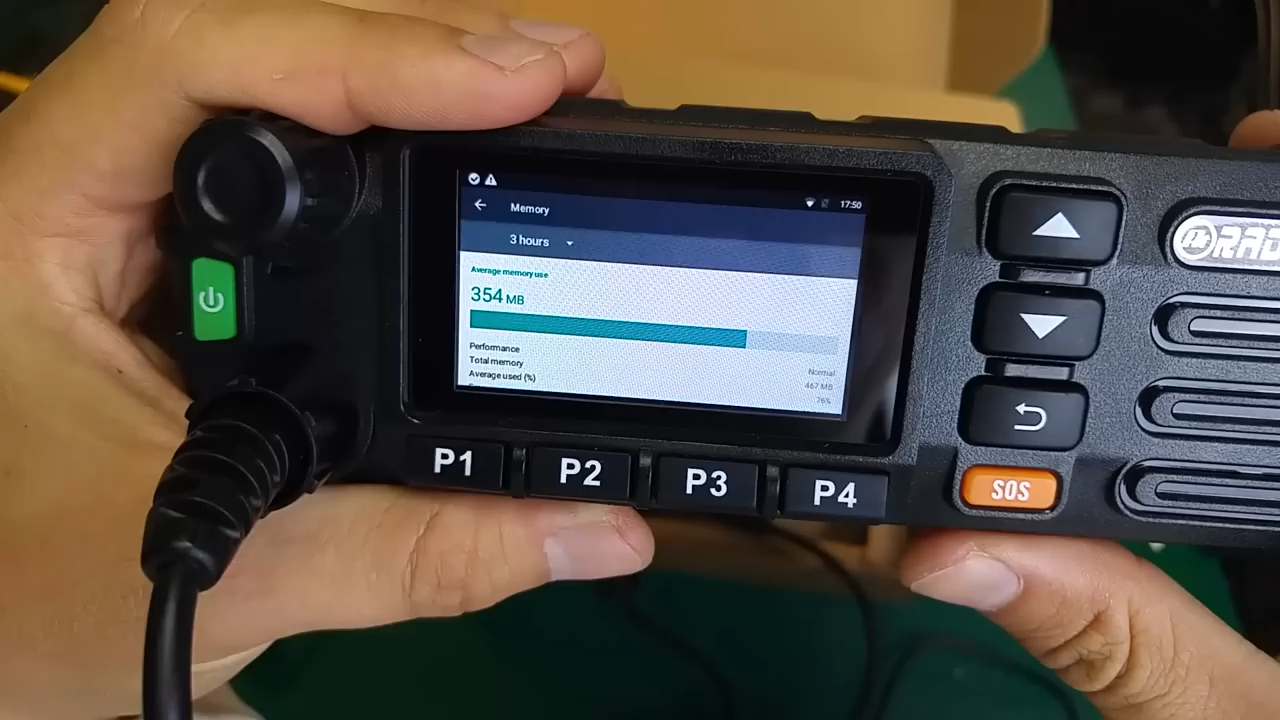 17:50
Memory
3 hours
Average memory use
354 MB
Performance
Normal
Total memory
467 MB
Average used (%)
76%
P1
P2
P3
P4
SOS